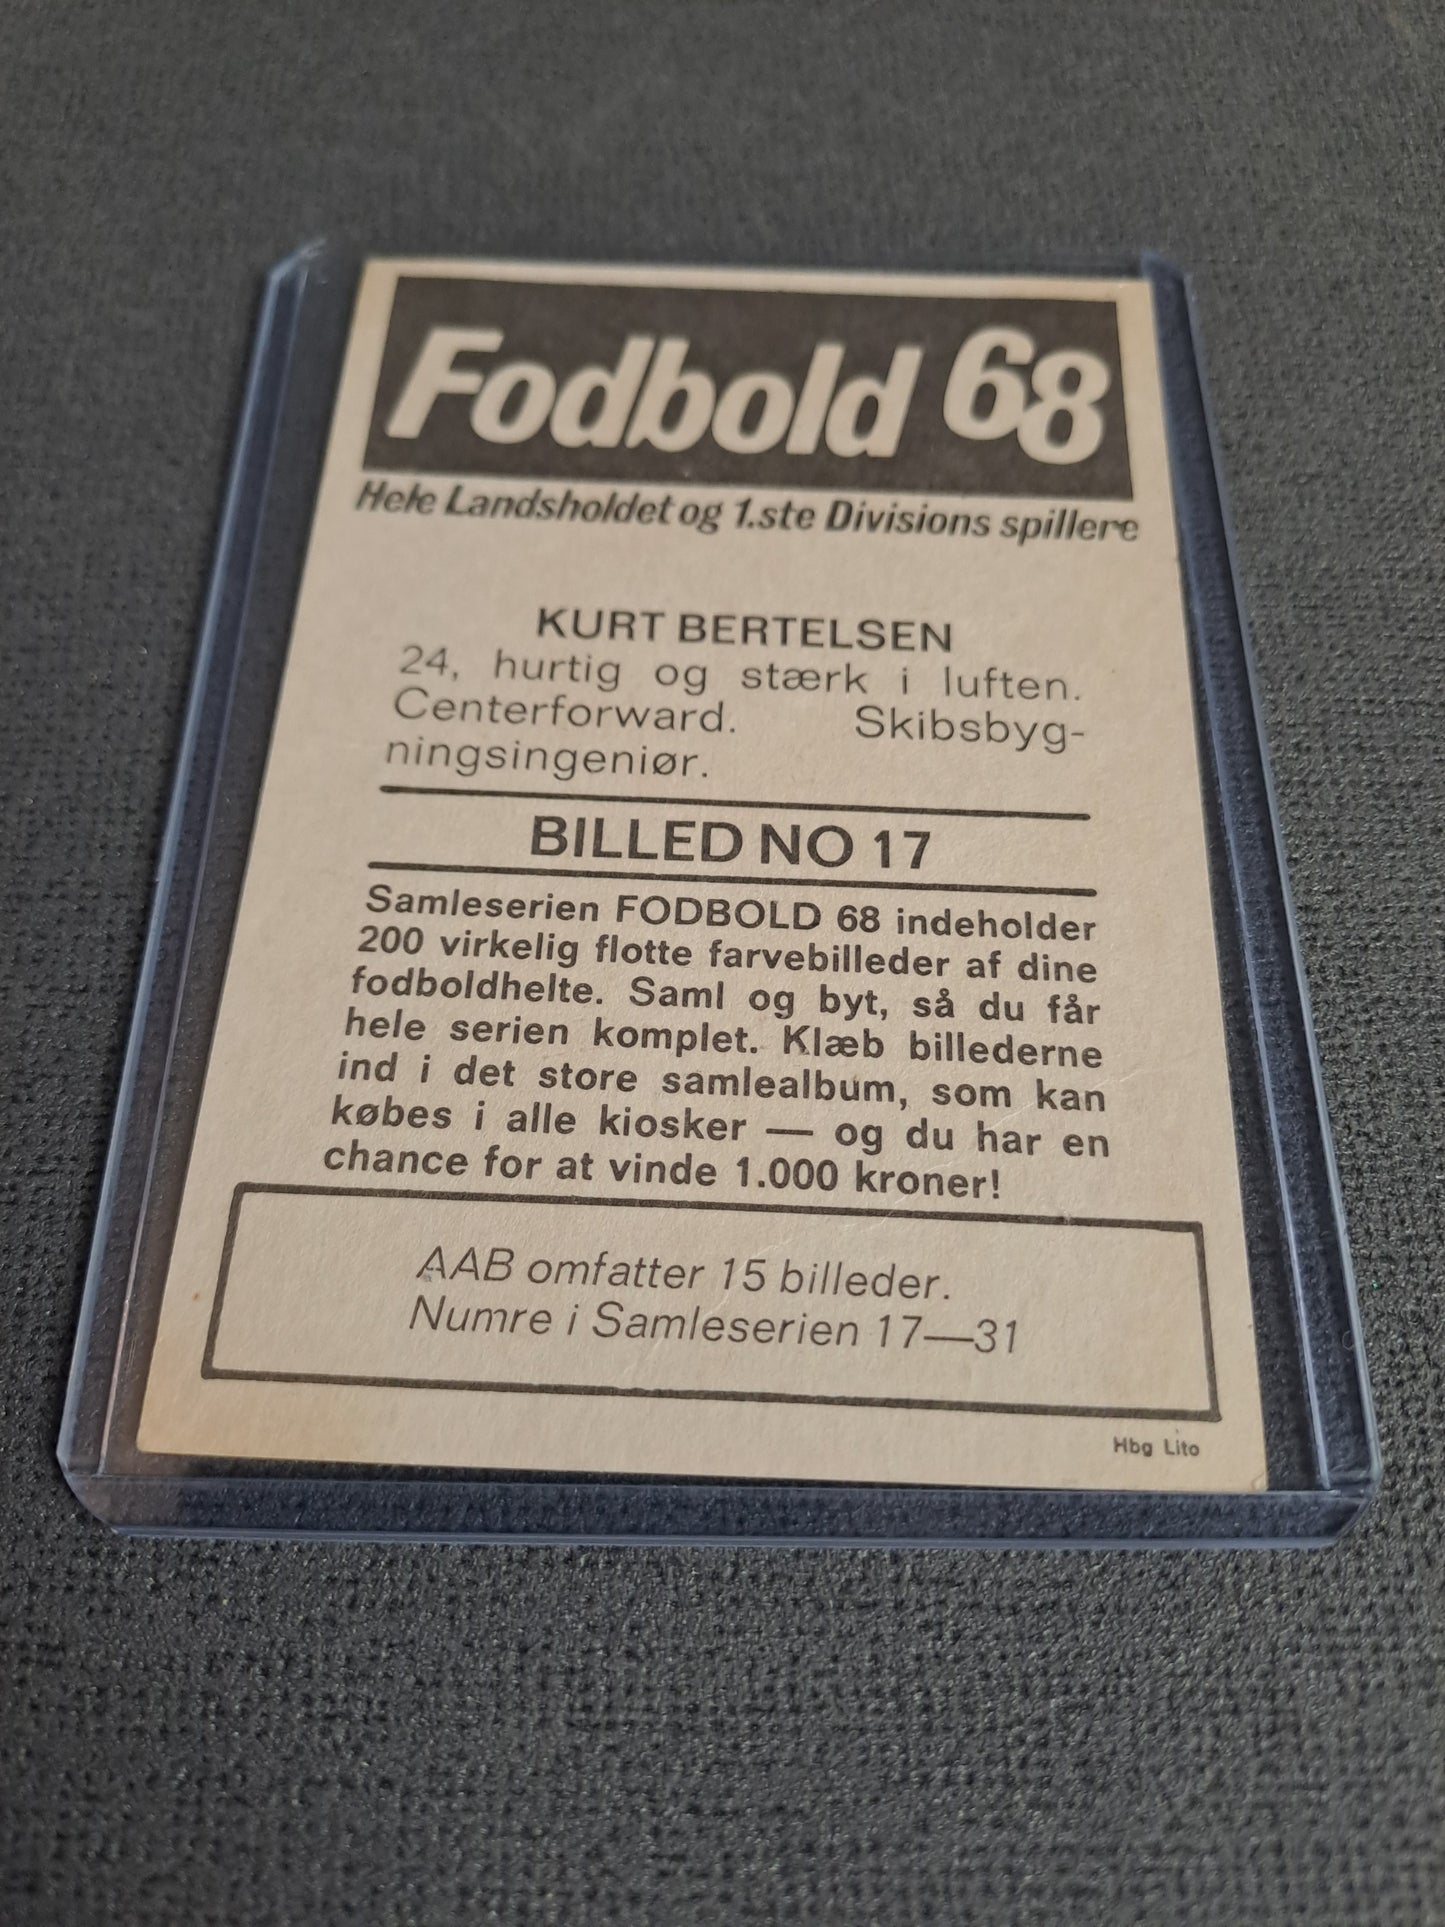 Fodbold 68
Hele Landsholdet og 1.ste Divisions spillere
KURT BERTELSEN
24, hurtig og stærk i luften.
Centerforward. Skibsbyg-
ningsingeniør.
BILLED NO 17
Samleserien FODBOLD 68 indeholder
200 virkelig flotte farvebilleder af dine
fodboldhelte. Saml og byt, så du får
hele serien komplet. Klæb billederne
ind i det store samlealbum, som kan
købes i alle kiosker — og du har en
chance for at vinde 1.000 kroner!
AAB omfatter 15 billeder.
Numre i Samleserien 17—31
Hbg Lito